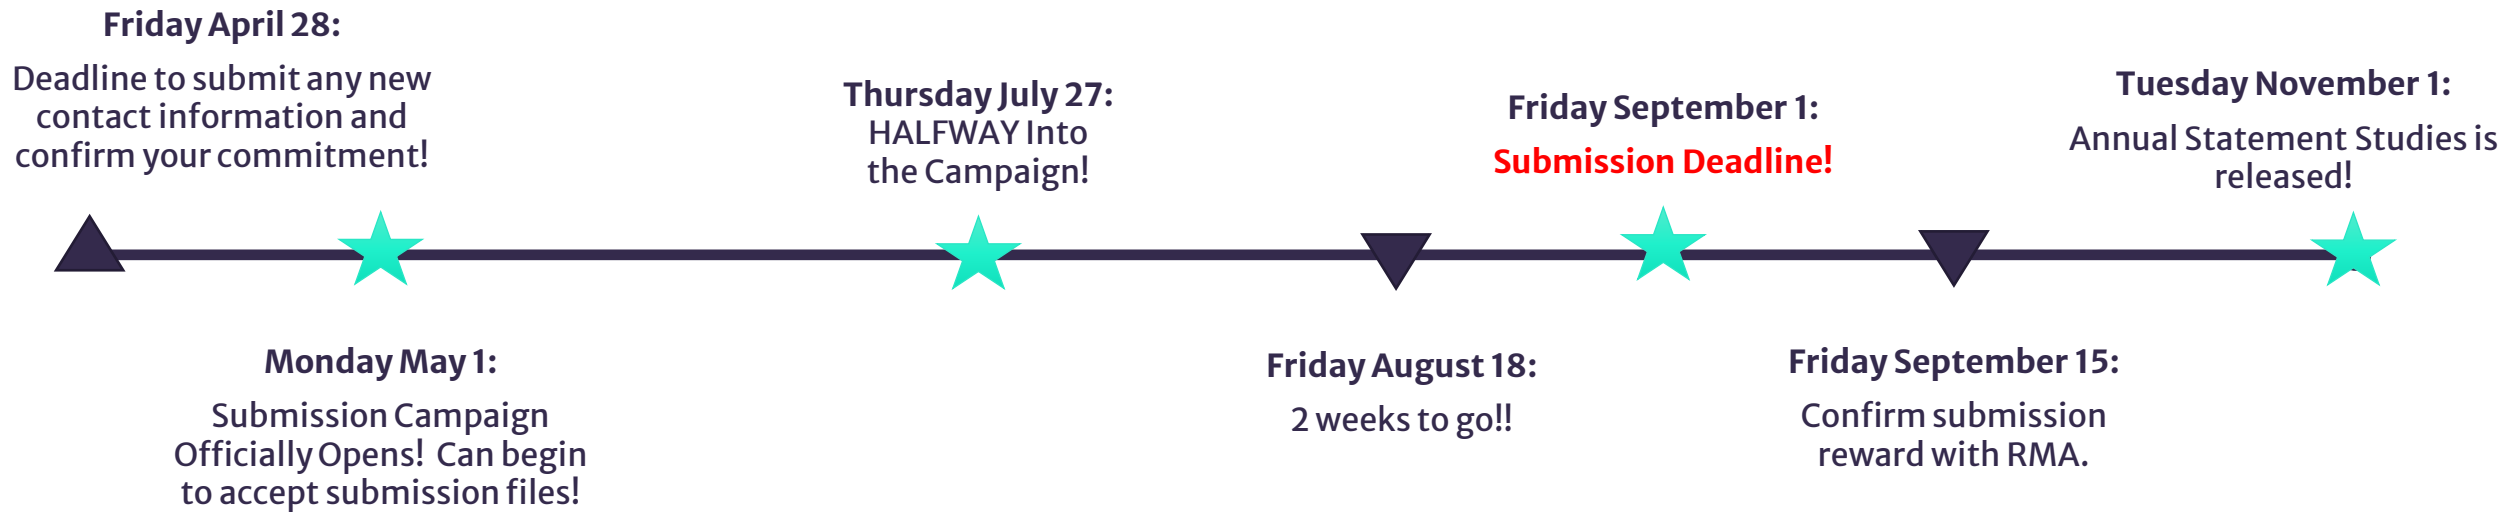 Friday April 28:
Deadline to submit any new
contact information and
confirm your commitment!
Monday May 1:
Submission Campaign
Officially Opens!  Can begin
to accept submission files!
Thursday July 27:
HALFWAY Into
the Campaign!
Friday August 18:
2 weeks to go!!
Friday September 1:
Submission Deadline!
Friday September 15:
Confirm submission
reward with RMA.
Tuesday November 1:
Annual Statement Studies is
released!